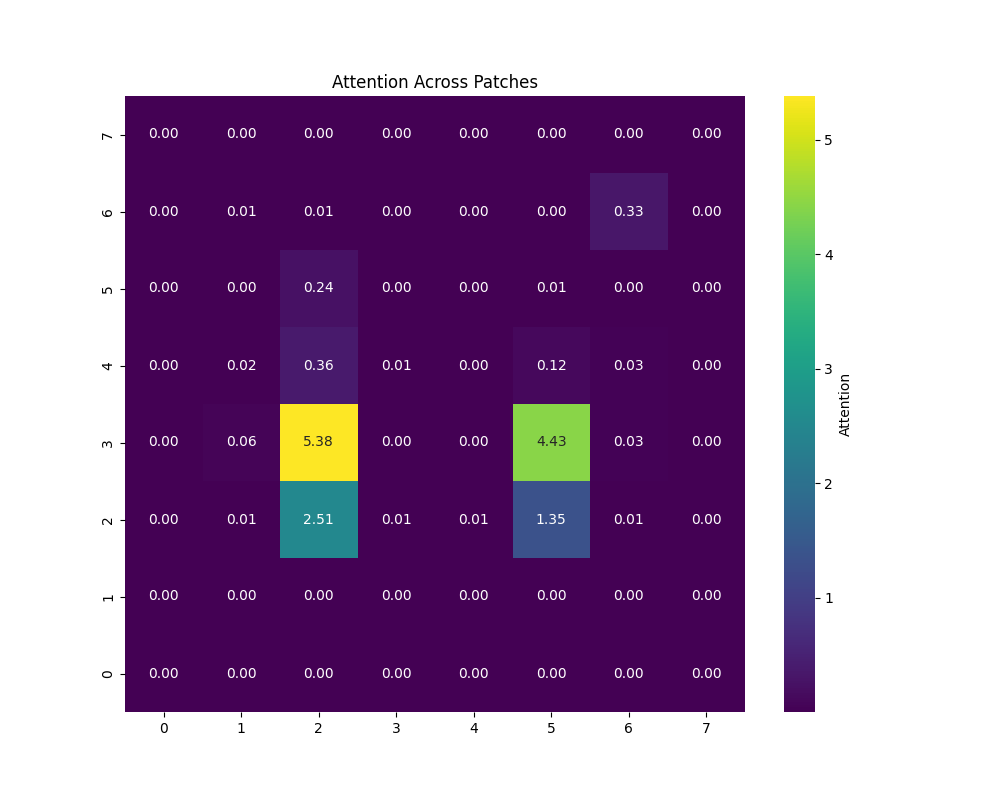 Attention Across Patches
7 0.00 0.00 0.00 0.00 0.00 0.00 0.00 0.00
6 0.00 0.01 0.01 0.00 0.00 0.00 0.33 0.00
5 0.00 0.00 0.24 0.00 0.00 0.01 0.00 0.00
4 0.00 0.02 0.36 0.01 0.00 0.12 0.03 0.00
3 0.00 0.06 5.38 0.00 0.00 4.43 0.03 0.00
2 0.00 0.01 2.51 0.01 0.01 1.35 0.01 0.00
1 0.00 0.00 0.00 0.00 0.00 0.00 0.00 0.00
0 0.00 0.00 0.00 0.00 0.00 0.00 0.00 0.00
0 1 2 3 4 5 6 7
5
4
3
2
1
Attention